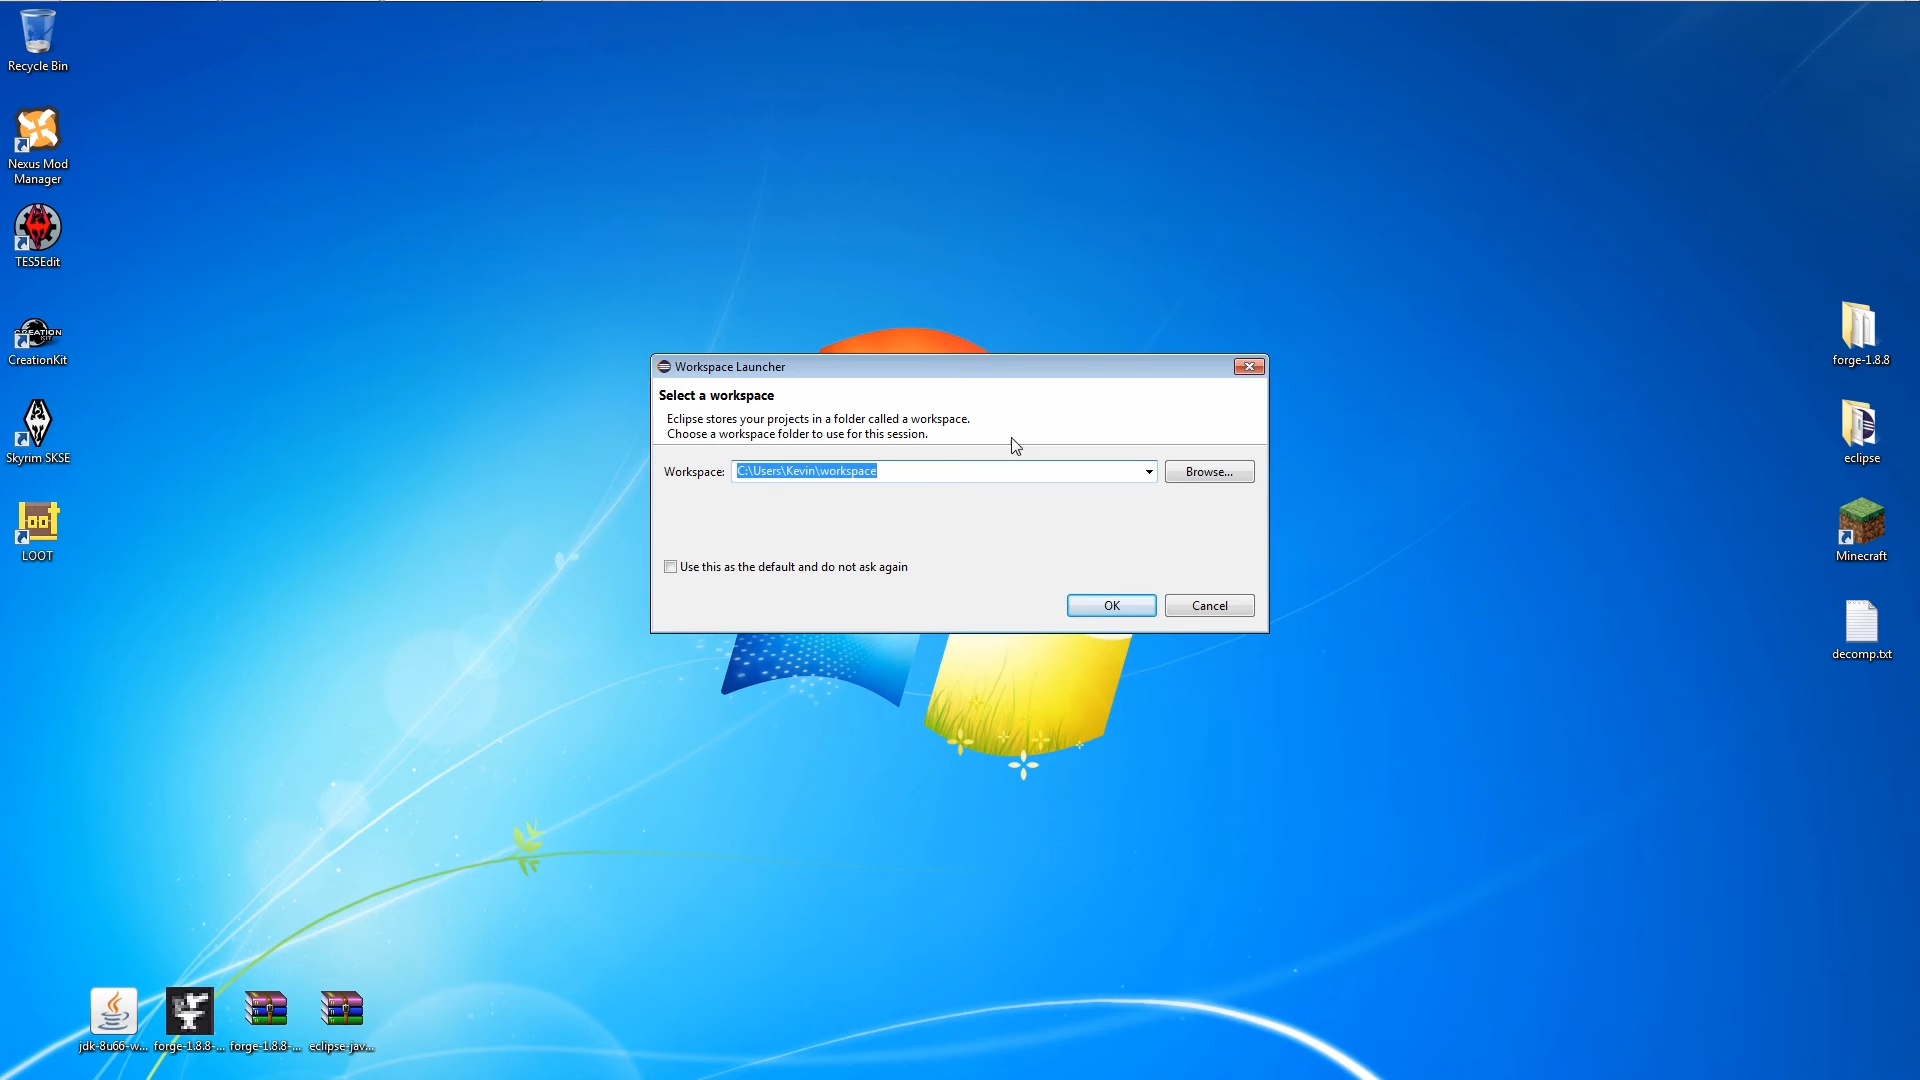 Recycle Bin
Nexus Mod
Manager
TES5Edit
CREATION
KIT
CreationKit
Skyrim SKSE
LOOT
Workspace Launcher
Select a workspace
Eclipse stores your projects in a folder called a workspace.
Choose a workspace folder to use for this session.
Workspace:
C:\Users\Kevin\workspace
Browse...
Use this as the default and do not ask again
OK
Cancel
forge-1.8.8
eclipse
Minecraft
decomp.txt
jdk-8u66-w...
forge-1.8.8-...
forge-1.8.8-...
eclipse-jav...